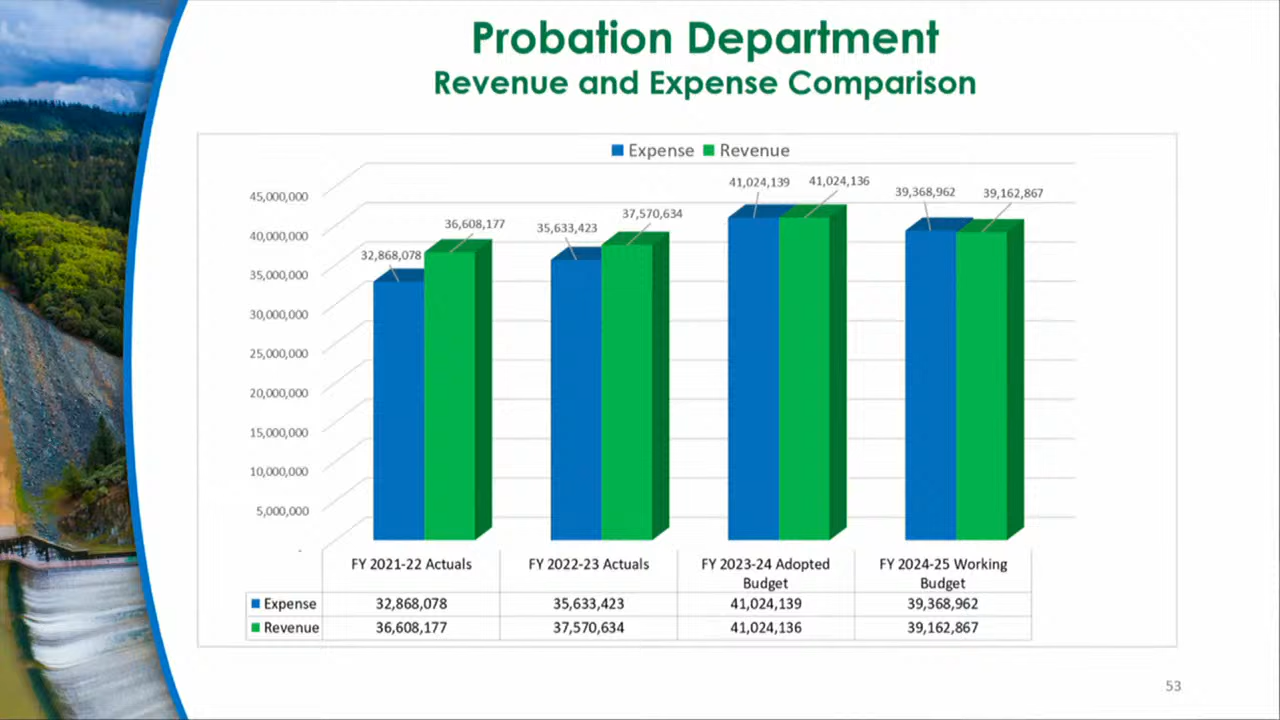 Probation Department
Revenue and Expense Comparison
Expense Revenue
45,000,000
40,000,000
35,000,000
30,000,000
25,000,000
20,000,000
15,000,000
10,000,000
5,000,000
-
32,868,078
36,608,177
35,633,423
37,570,634
41,024,139
41,024,136
39,368,962
39,162,867
FY 2021-22 Actuals
FY 2022-23 Actuals
FY 2023-24 Adopted
Budget
FY 2024-25 Working
Budget
Expense 32,868,078 35,633,423 41,024,139 39,368,962
Revenue 36,608,177 37,570,634 41,024,136 39,162,867
53